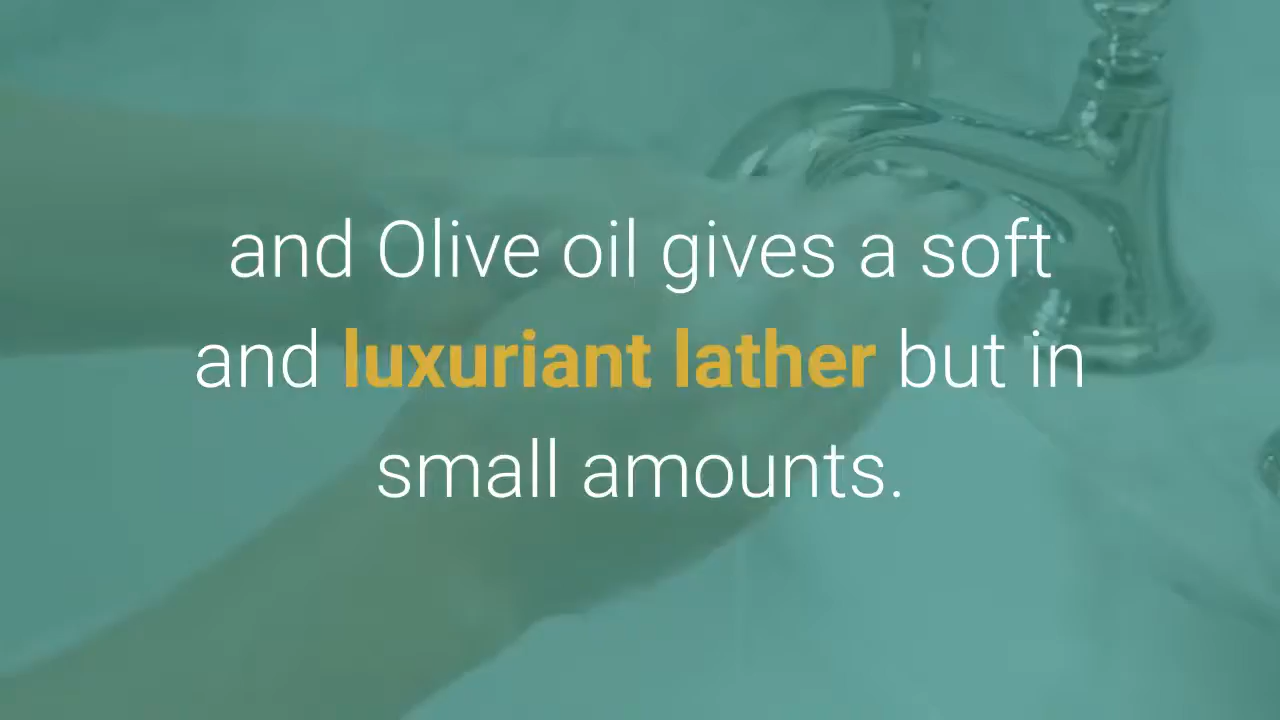 and Olive oil gives a soft
and luxuriant lather but in
small amounts.